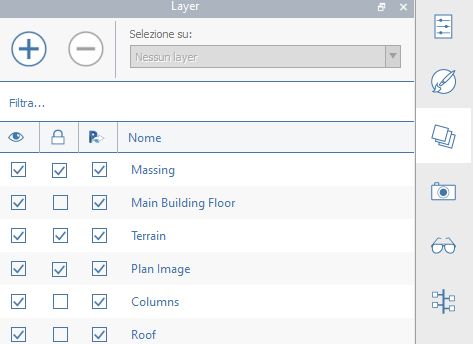 Layer
Selezione su:
Nessun layer
Filtra...
Nome
Massing
Main Building Floor
Terrain
Plan Image
Columns
Roof